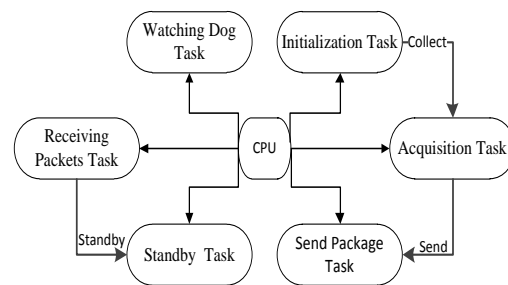 Watching Dog
Task
Initialization Task
Collect
Receiving
Packets Task
CPU
Acquisition Task
Standby
Standby Task
Send Package
Task
Send